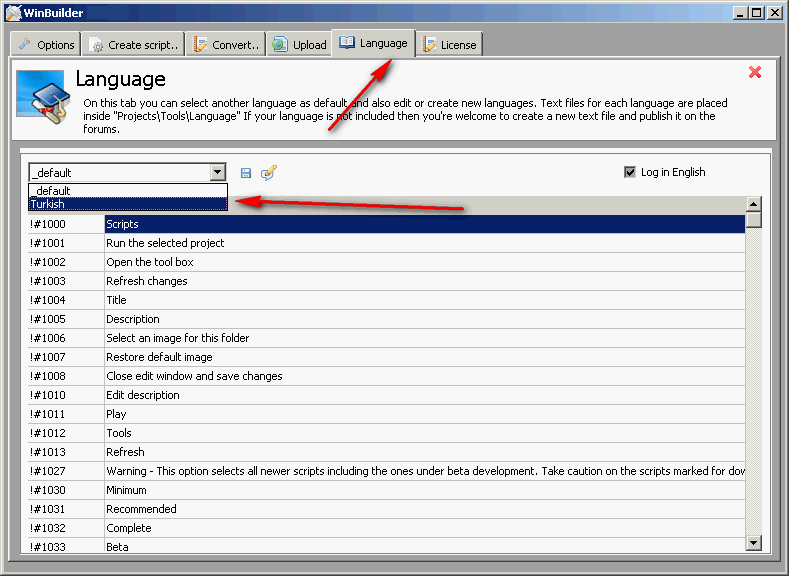 WinBuilder
Options Create script.. Convert.. Upload Language License
Language
On this tab you can select another language as default and also edit or create new languages. Text files for each language are placed
inside "Projects\Tools\Language" If your language is not included then you're welcome to create a new text file and publish it on the
forums.
_default Log in English
_default
Turkish
!#1000 Scripts
!#1001 Run the selected project
!#1002 Open the tool box
!#1003 Refresh changes
!#1004 Title
!#1005 Description
!#1006 Select an image for this folder
!#1007 Restore default image
!#1008 Close edit window and save changes
!#1010 Edit description
!#1011 Play
!#1012 Tools
!#1013 Refresh
!#1027 Warning - This option selects all newer scripts including the ones under beta development. Take caution on the scripts marked for dow
!#1030 Minimum
!#1031 Recommended
!#1032 Complete
!#1033 Beta